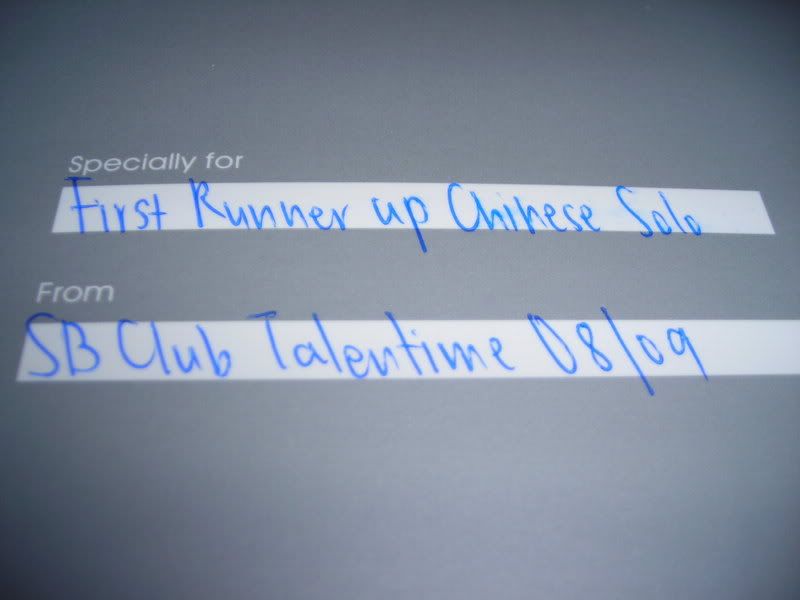 Specially for
First Runner up Chinese Solo
From
SB Club Talentime 08/09